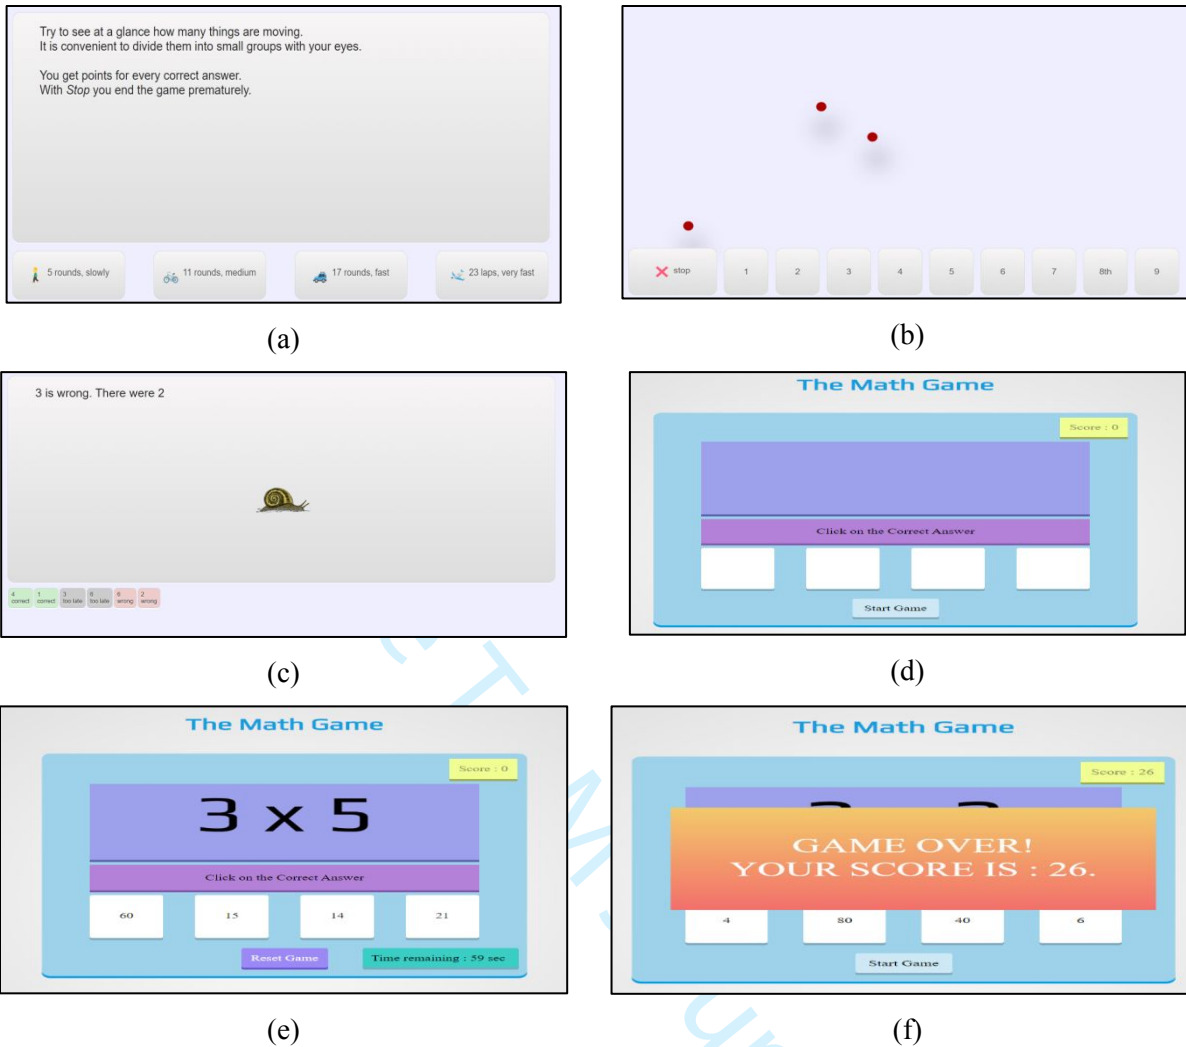 Try to see at a glance how many things are moving.
It is convenient to divide them into small groups with your eyes.
You get points for every correct answer.
With Stop you end the game prematurely.
5 rounds, slowly
11 rounds, medium
17 rounds, fast
23 laps, very fast
(a)
stop
1
2
3
4
5
6
7
8th
9
(b)
3 is wrong. There were 2
4 correct
1 correct
3 too late
too late
6 wrong
2 wrong
(c)
The Math Game
Score : 0
Click on the Correct Answer
Start Game
(d)
The Math Game
Score : 0
3 x 5
Click on the Correct Answer
60
15
14
21
Reset Game
Time remaining : 59 sec
(e)
The Math Game
Score : 26
GAME OVER!
YOUR SCORE IS : 26.
4
80
40
6
Start Game
(f)